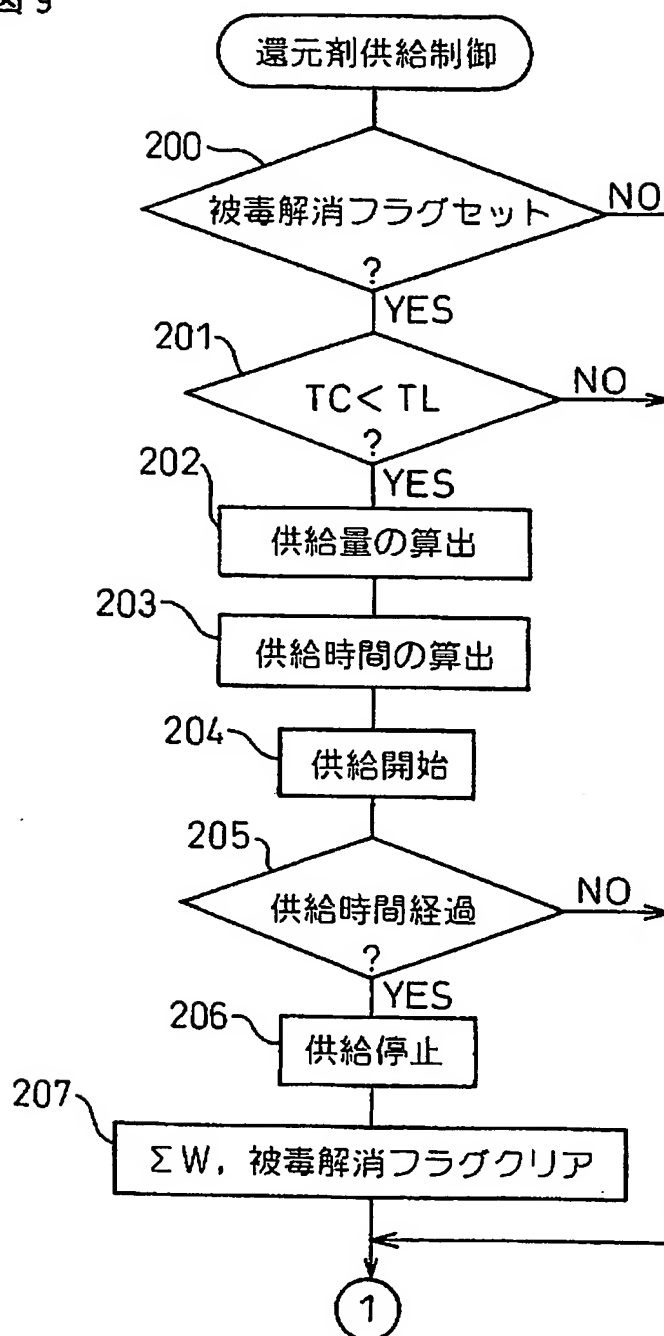 図9
還元剤供給制御
200
被毒解消フラグセット
?
NO
YES
201
TC<TL
?
NO
YES
202
供給量の算出
203
供給時間の算出
204
供給開始
205
供給時間経過
?
NO
YES
206
供給停止
207
ΣW, 被毒解消フラグクリア
1